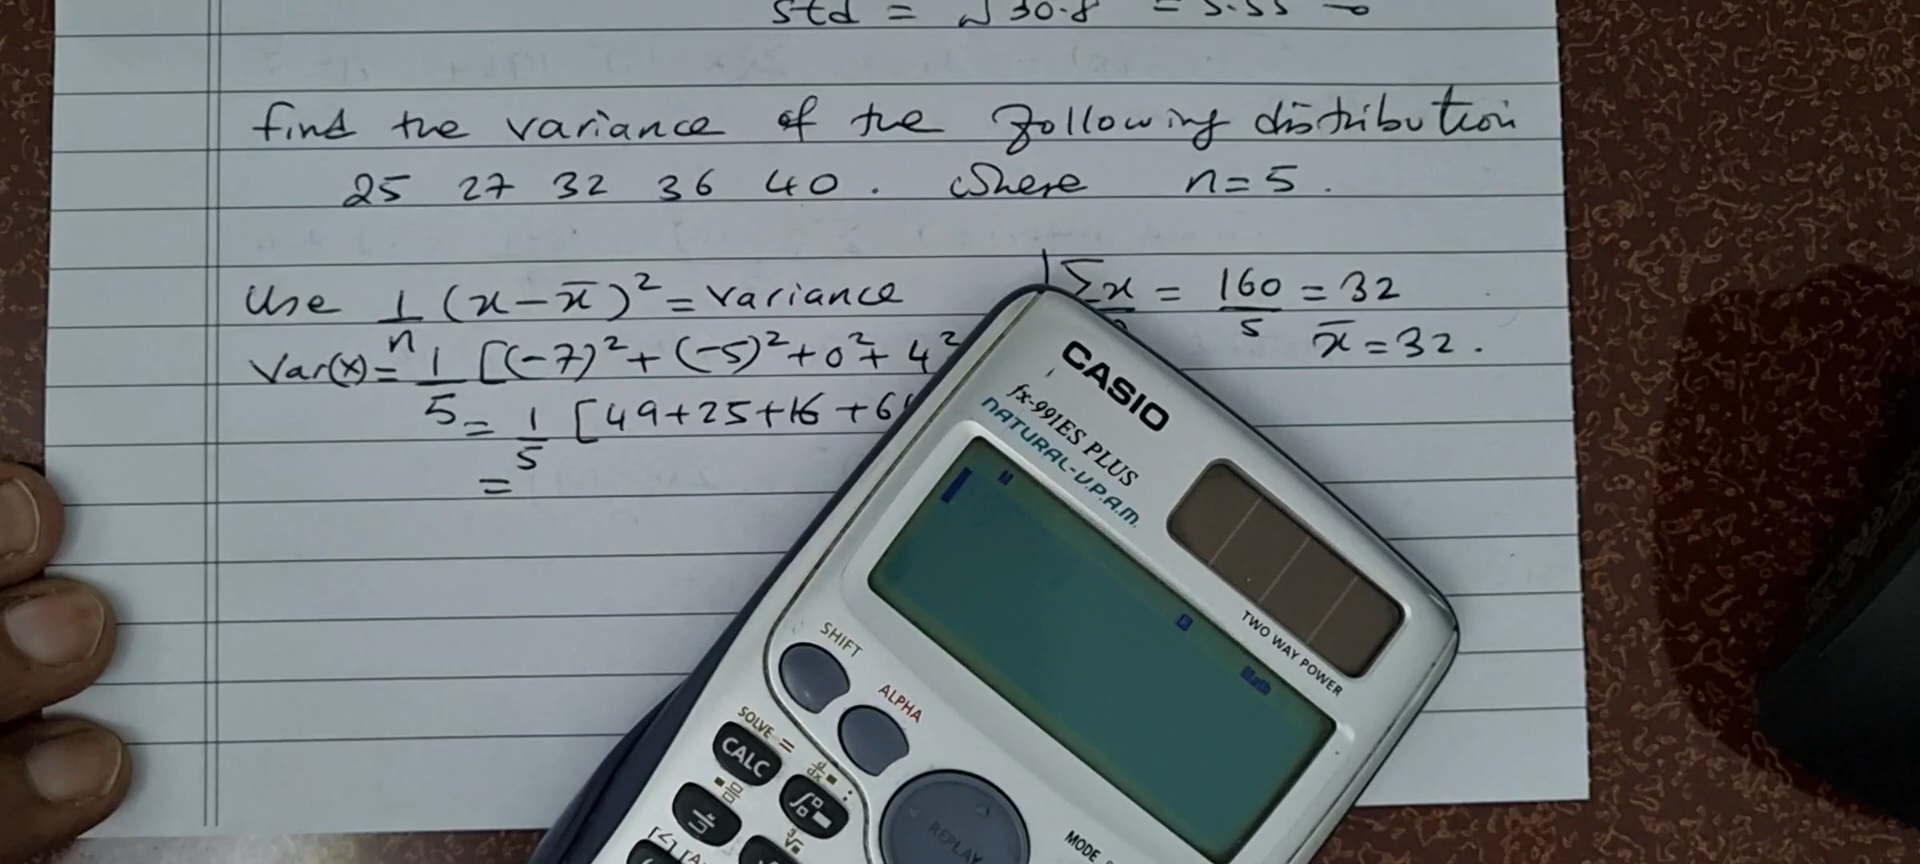 std = √30.8 = 5.55
find the variance of the following distribution
25 27 32 36 40. where n=5.
Use 1/n (x-x̄)² = variance
Σx = 160/5 = 32
x̄ = 32.
Var(x) = 1/5 [(-7)² + (-5)² + 0² + 4²
= 1/5 [49+25+16+6
=
CASIO
fx-991ES PLUS
NATURAL-V.P.A.M.
M
D
Math
TWO WAY POWER
SHIFT
ALPHA
SOLVE =
CALC
d/dx :
REPLAY
MODE